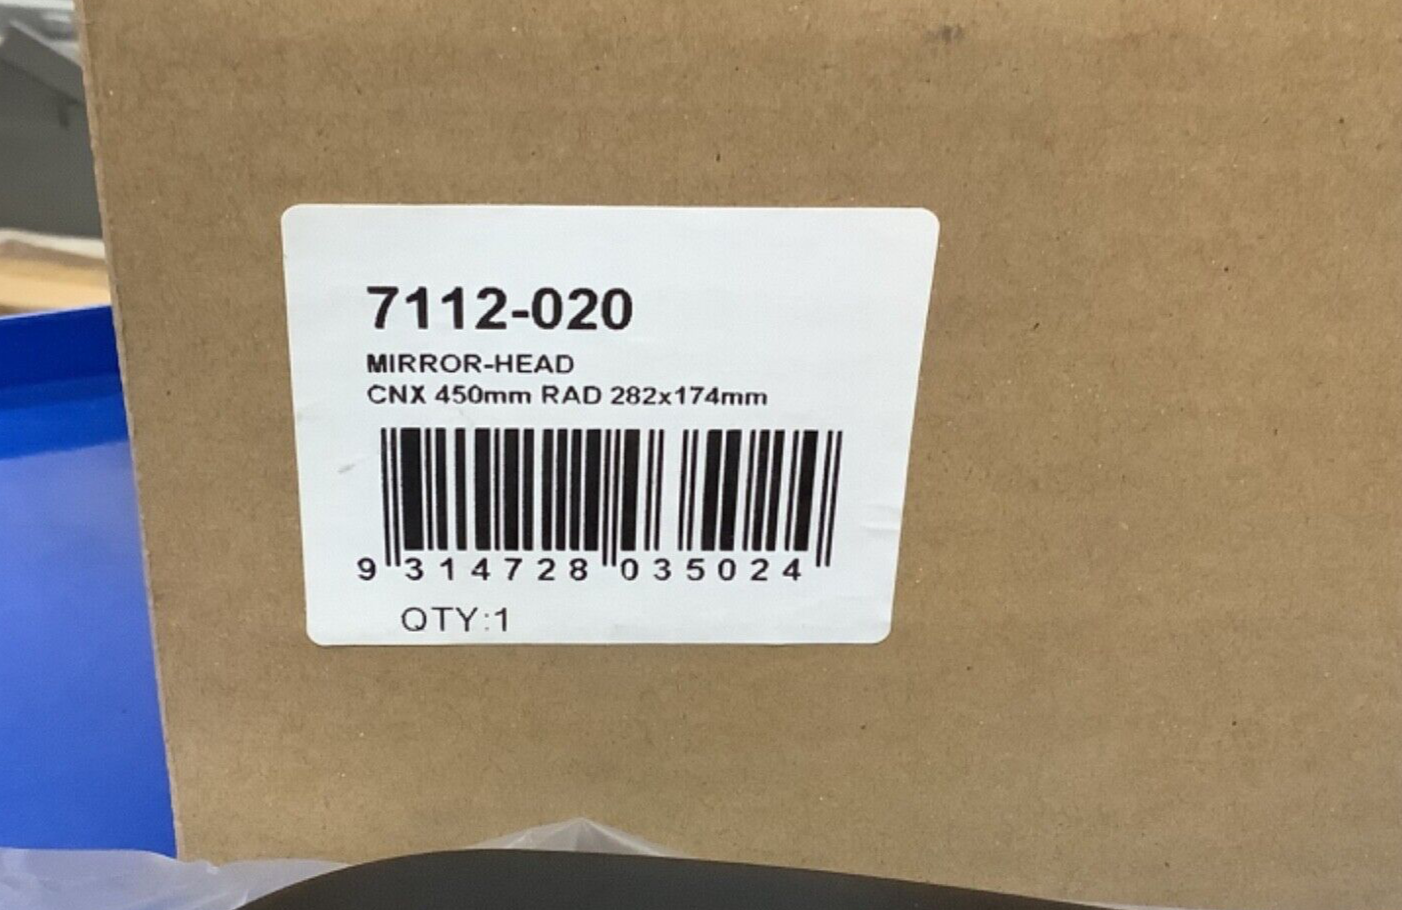 7112-020
MIRROR-HEAD
CNX 450mm RAD 282x174mm
9 314728 035024
QTY:1